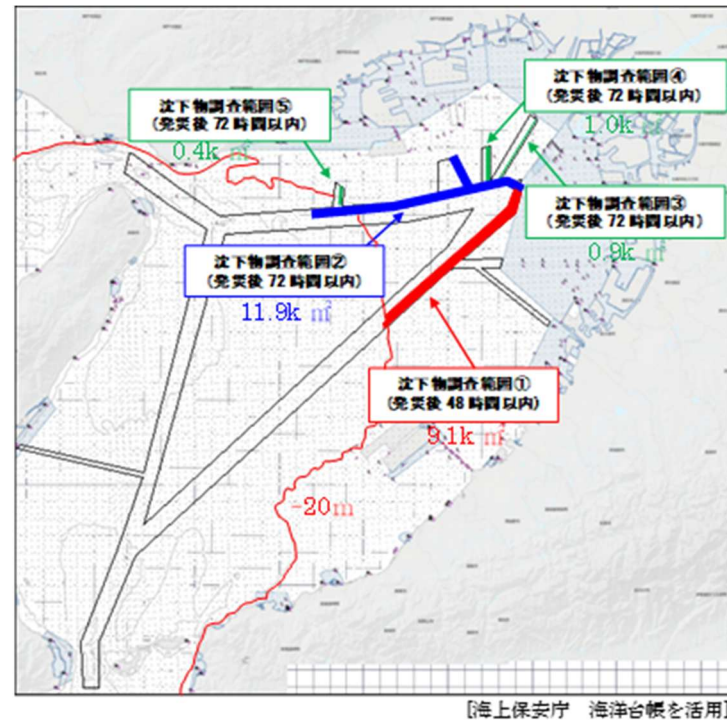 沈下物調査範囲④
(発災後 72 時間以内)
1.0k ㎡
沈下物調査範囲⑤
(発災後 72 時間以内)
0.4k ㎡
沈下物調査範囲③
(発災後 72 時間以内)
0.9k ㎡
沈下物調査範囲②
(発災後 72 時間以内)
11.9k ㎡
沈下物調査範囲①
(発災後 48 時間以内)
9.1k ㎡
-20m
[海上保安庁 海洋台帳を活用]